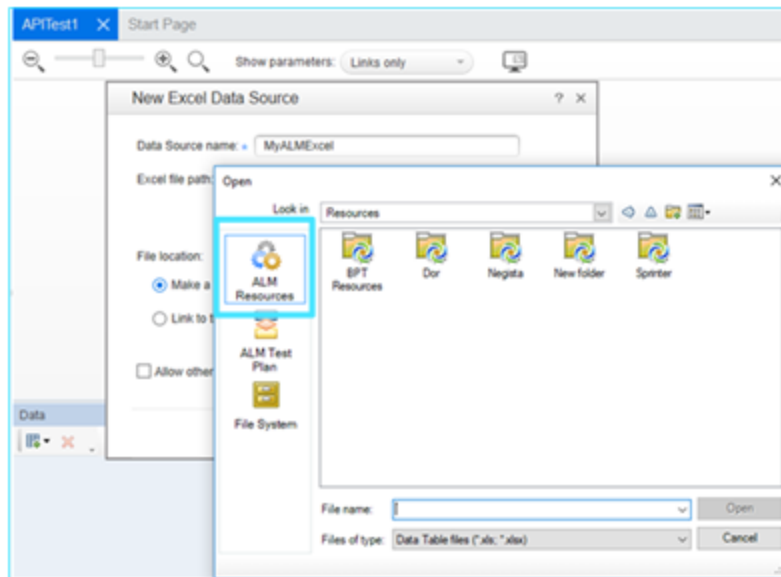 APITest1 X Start Page
Show parameters: Links only
New Excel Data Source ? X
Data Source name: * MyALMExcel
Excel file path:
Open
Look in Resources
File location:
Make a
Link to t
Allow other
ALM
Resources
ALM Test
Plan
File System
BPT
Resources
Dor
Negista
New folder
Sprinter
Data
File name:
Open
Files of type: Data Table files (*.xls; *.xlsx)
Cancel